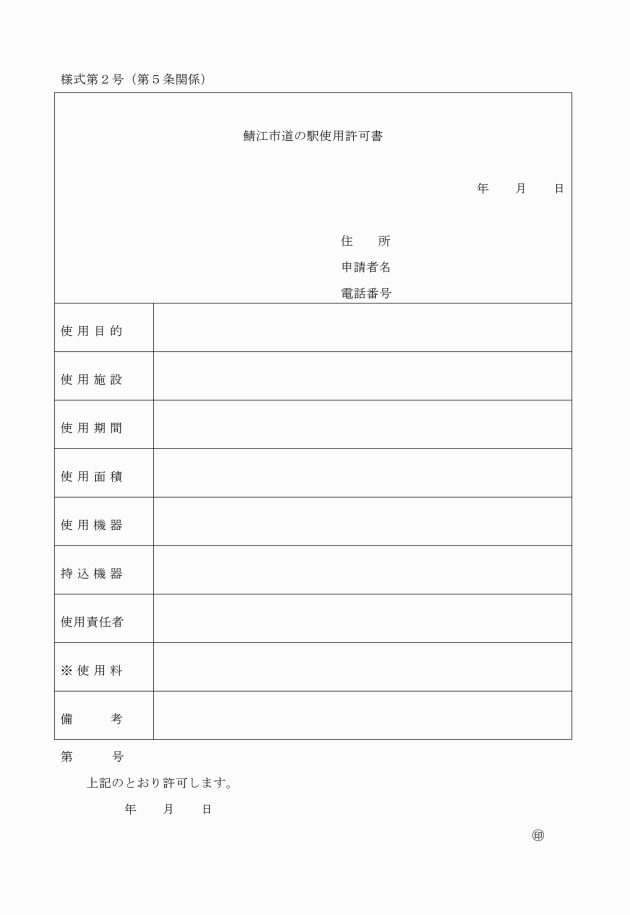 様式第２号（第５条関係）
鯖江市道の駅使用許可書
年　　月　　日
住　　所
申請者名
電話番号
使用目的
使用施設
使用期間
使用面積
使用機器
持込機器
使用責任者
※使用料
備　　　考
第　　　号
上記のとおり許可します。
年　　月　　日
㊞